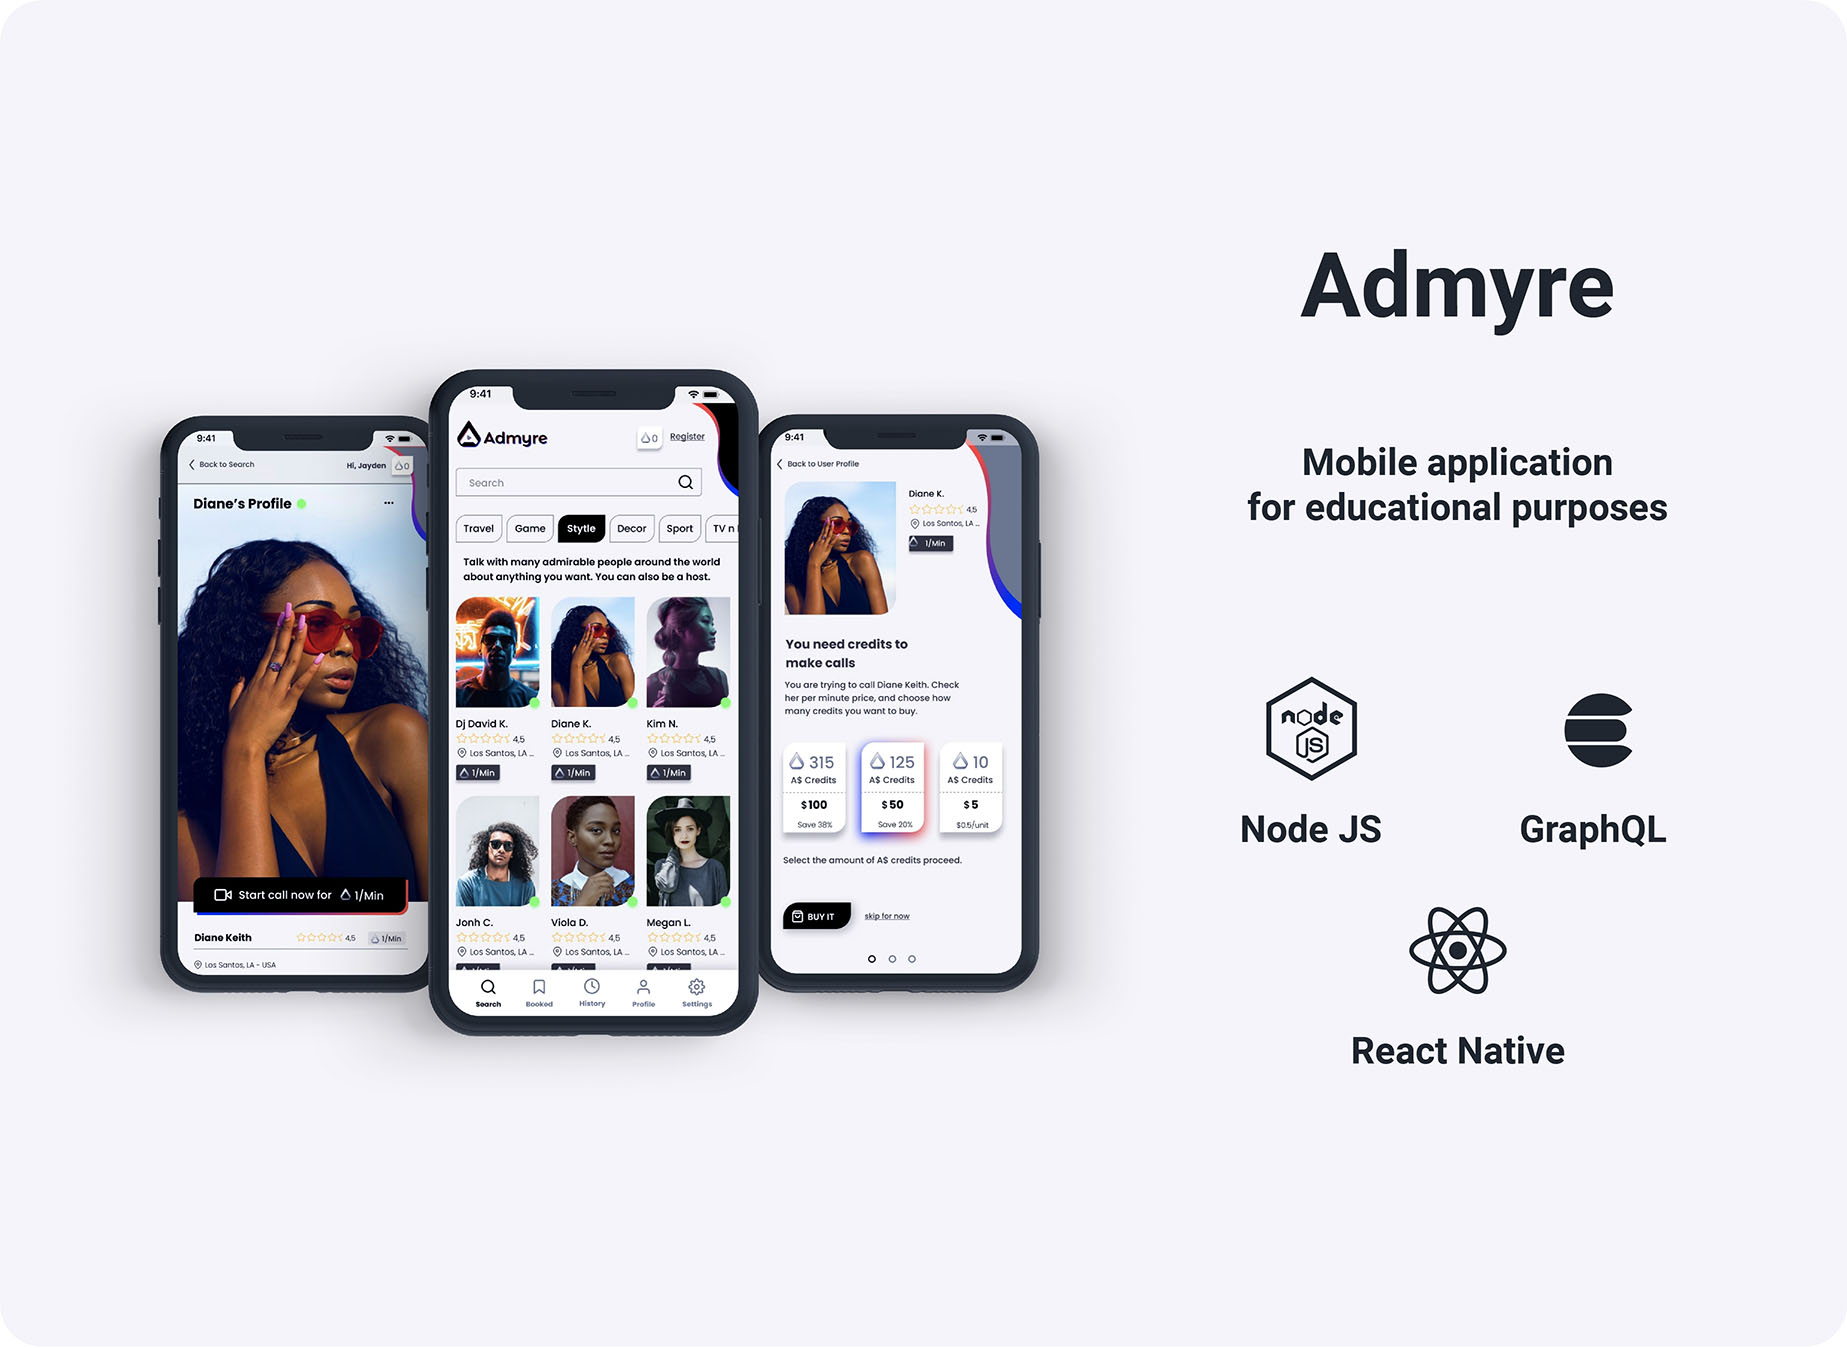 Admyre
Mobile application
for educational purposes
node
JS
Node JS
GraphQL
React Native
9:41
Back to Search
Hi, Jayden
0
Diane's Profile
Start call now for 1/Min
Diane Keith
4,5
1/Min
Los Santos, LA - USA
9:41
Admyre
0
Register
Search
Travel
Game
Stytle
Decor
Sport
TV n
Talk with many admirable people around the world
about anything you want. You can also be a host.
Dj David K.
4,5
Los Santos, LA ...
1/Min
Diane K.
4,5
Los Santos, LA ...
1/Min
Kim N.
4,5
Los Santos, LA ...
1/Min
Jonh C.
4,5
Los Santos, LA ...
Viola D.
4,5
Los Santos, LA ...
Megan L.
4,5
Los Santos, LA ...
Search
Booked
History
Profile
Settings
9:41
Back to User Profile
Diane K.
4,5
Los Santos, LA ...
1/Min
You need credits to
make calls
You are trying to call Diane Keith. Check
her per minute price, and choose how
many credits you want to buy.
315
A$ Credits
$100
Save 38%
125
A$ Credits
$50
Save 20%
10
A$ Credits
$5
$0.5/unit
Select the amount of A$ credits proceed.
BUY IT
skip for now